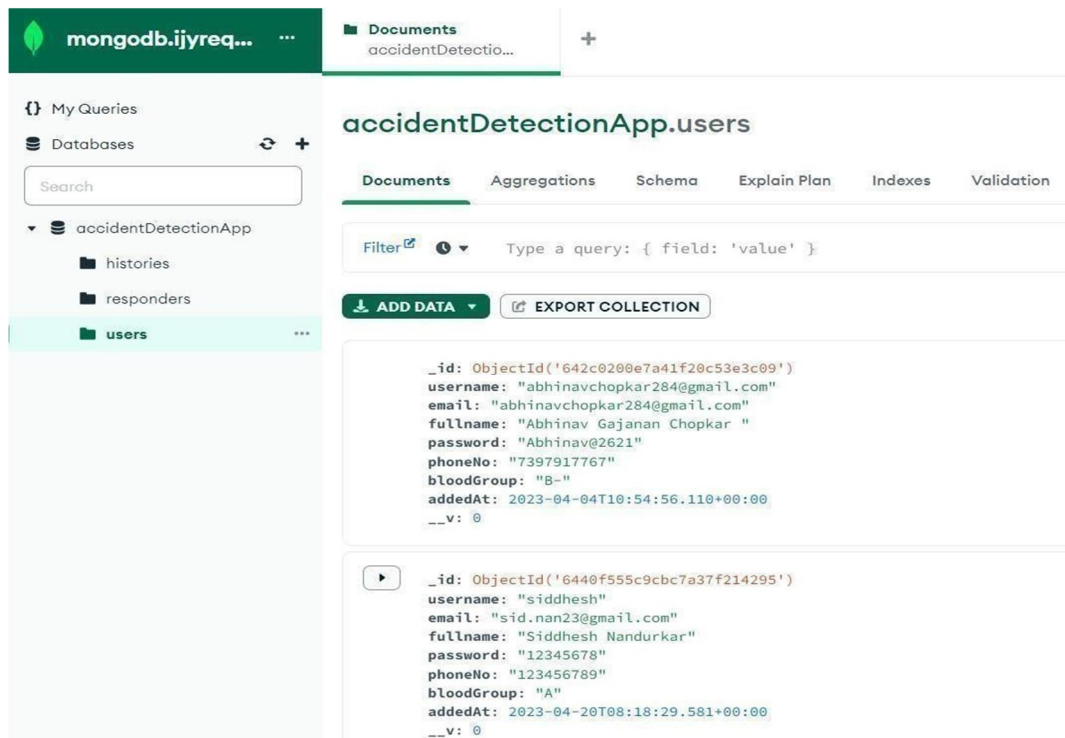 mongodb.ijyreq... ...
Documents
accidentDetectio...
+
{} My Queries
Databases
Search
accidentDetectionApp
histories
responders
users ...
accidentDetectionApp.users
Documents Aggregations Schema Explain Plan Indexes Validation
Filter Type a query: { field: 'value' }
ADD DATA EXPORT COLLECTION
_id: ObjectId('642c0200e7a41f20c53e3c09')
username: "abhinavchopkar284@gmail.com"
email: "abhinavchopkar284@gmail.com"
fullname: "Abhinav Gajanan Chopkar "
password: "Abhinav@2621"
phoneNo: "7397917767"
bloodGroup: "B-"
addedAt: 2023-04-04T10:54:56.110+00:00
__v: 0
_id: ObjectId('6440f555c9cbc7a37f214295')
username: "siddhesh"
email: "sid.nan23@gmail.com"
fullname: "Siddhesh Nandurkar"
password: "12345678"
phoneNo: "123456789"
bloodGroup: "A"
addedAt: 2023-04-20T08:18:29.581+00:00
__v: 0